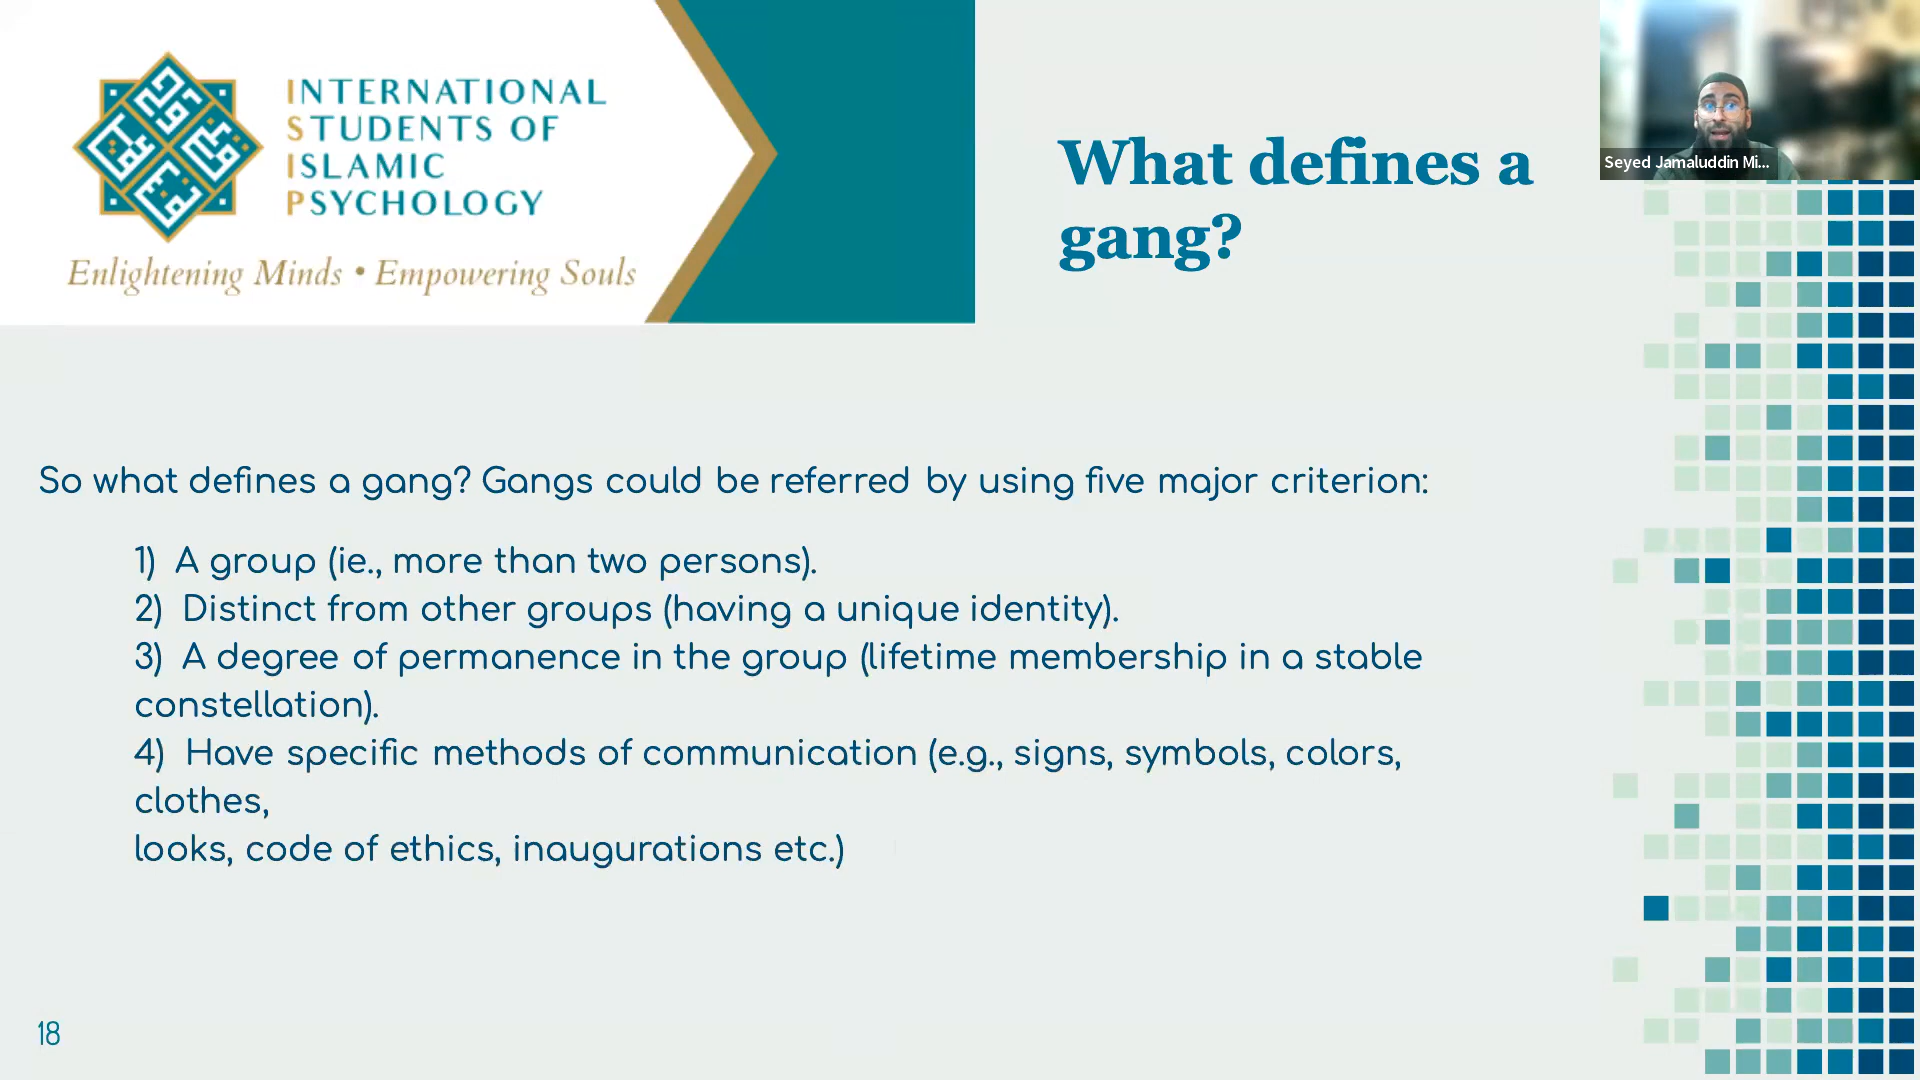 INTERNATIONAL
STUDENTS OF
ISLAMIC
PSYCHOLOGY
Enlightening Minds • Empowering Souls
What defines a
gang?
Seyed Jamaluddin Mi...
So what defines a gang? Gangs could be referred by using five major criterion:
1) A group (ie., more than two persons).
2) Distinct from other groups (having a unique identity).
3) A degree of permanence in the group (lifetime membership in a stable
constellation).
4) Have specific methods of communication (e.g., signs, symbols, colors,
clothes,
looks, code of ethics, inaugurations etc.)
18